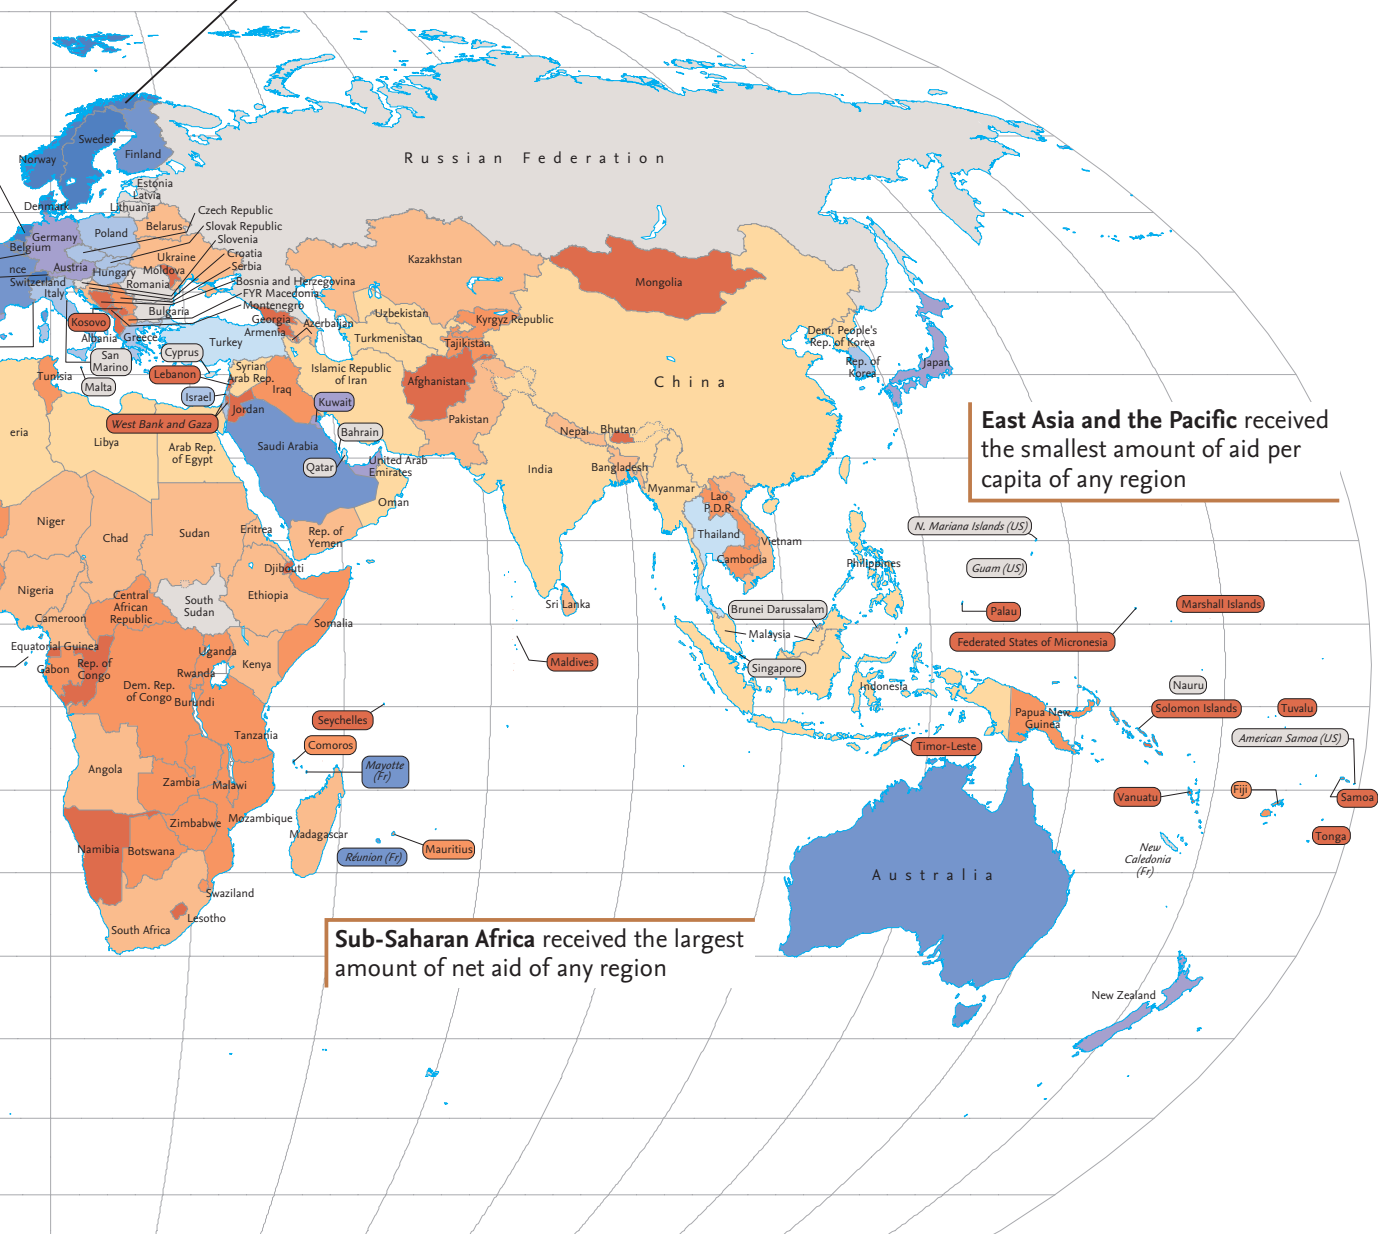 Russian Federation
Sweden
Norway
Finland
Estonia
Latvia
Lithuania
Denmark
Germany
Belgium
Poland
Belarus
Czech Republic
Slovak Republic
Slovenia
Croatia
Serbia
Bosnia and Herzegovina
FYR Macedonia
Montenegro
Ukraine
Austria
Hungary
Moldova
nce
Switzerland
Italy
Romania
Bulgaria
Kosovo
Albania
Greece
San
Marino
Malta
Turkey
Cyprus
Georgia
Armenia
Azerbaijan
Kazakhstan
Uzbekistan
Turkmenistan
Kyrgyz Republic
Tajikistan
Mongolia
Dem. People's
Rep. of Korea
Rep. of
Korea
Japan
China
Tunisia
Lebanon
Syrian
Arab Rep.
Iraq
Islamic Republic
of Iran
Afghanistan
Israel
Jordan
Kuwait
West Bank and Gaza
Bahrain
Qatar
Saudi Arabia
United Arab
Emirates
Oman
Pakistan
Nepal
Bhutan
Bangladesh
India
Myanmar
Lao
P.D.R.
Thailand
Vietnam
Cambodia
Philippines
eria
Libya
Arab Rep.
of Egypt
East Asia and the Pacific received
the smallest amount of aid per
capita of any region
Niger
Chad
Sudan
Eritrea
Rep. of
Yemen
Djibouti
Nigeria
Central
African
Republic
South
Sudan
Ethiopia
Cameroon
Somalia
Equatorial Guinea
Gabon
Rep. of
Congo
Dem. Rep.
of Congo
Uganda
Rwanda
Burundi
Kenya
Tanzania
Sri Lanka
Maldives
Brunei Darussalam
Malaysia
Singapore
Indonesia
N. Mariana Islands (US)
Guam (US)
Palau
Marshall Islands
Federated States of Micronesia
Nauru
Solomon Islands
Tuvalu
Papua New
Guinea
American Samoa (US)
Timor-Leste
Vanuatu
Fiji
Samoa
Tonga
New
Caledonia
(Fr)
Seychelles
Comoros
Mayotte
(Fr)
Angola
Zambia
Malawi
Zimbabwe
Mozambique
Madagascar
Mauritius
Réunion (Fr)
Namibia
Botswana
Swaziland
Lesotho
South Africa
Australia
New Zealand
Sub-Saharan Africa received the largest
amount of net aid of any region